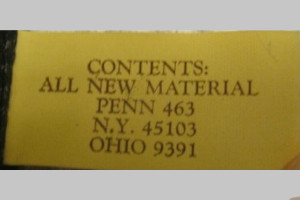 CONTENTS:
ALL NEW MATERIAL
PENN 463
N.Y. 45103
OHIO 9391